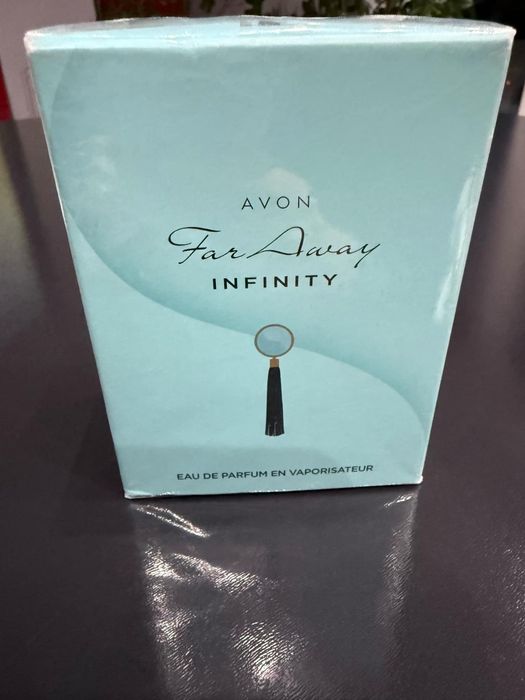 AVON
Far Away
INFINITY
EAU DE PARFUM EN VAPORISATEUR